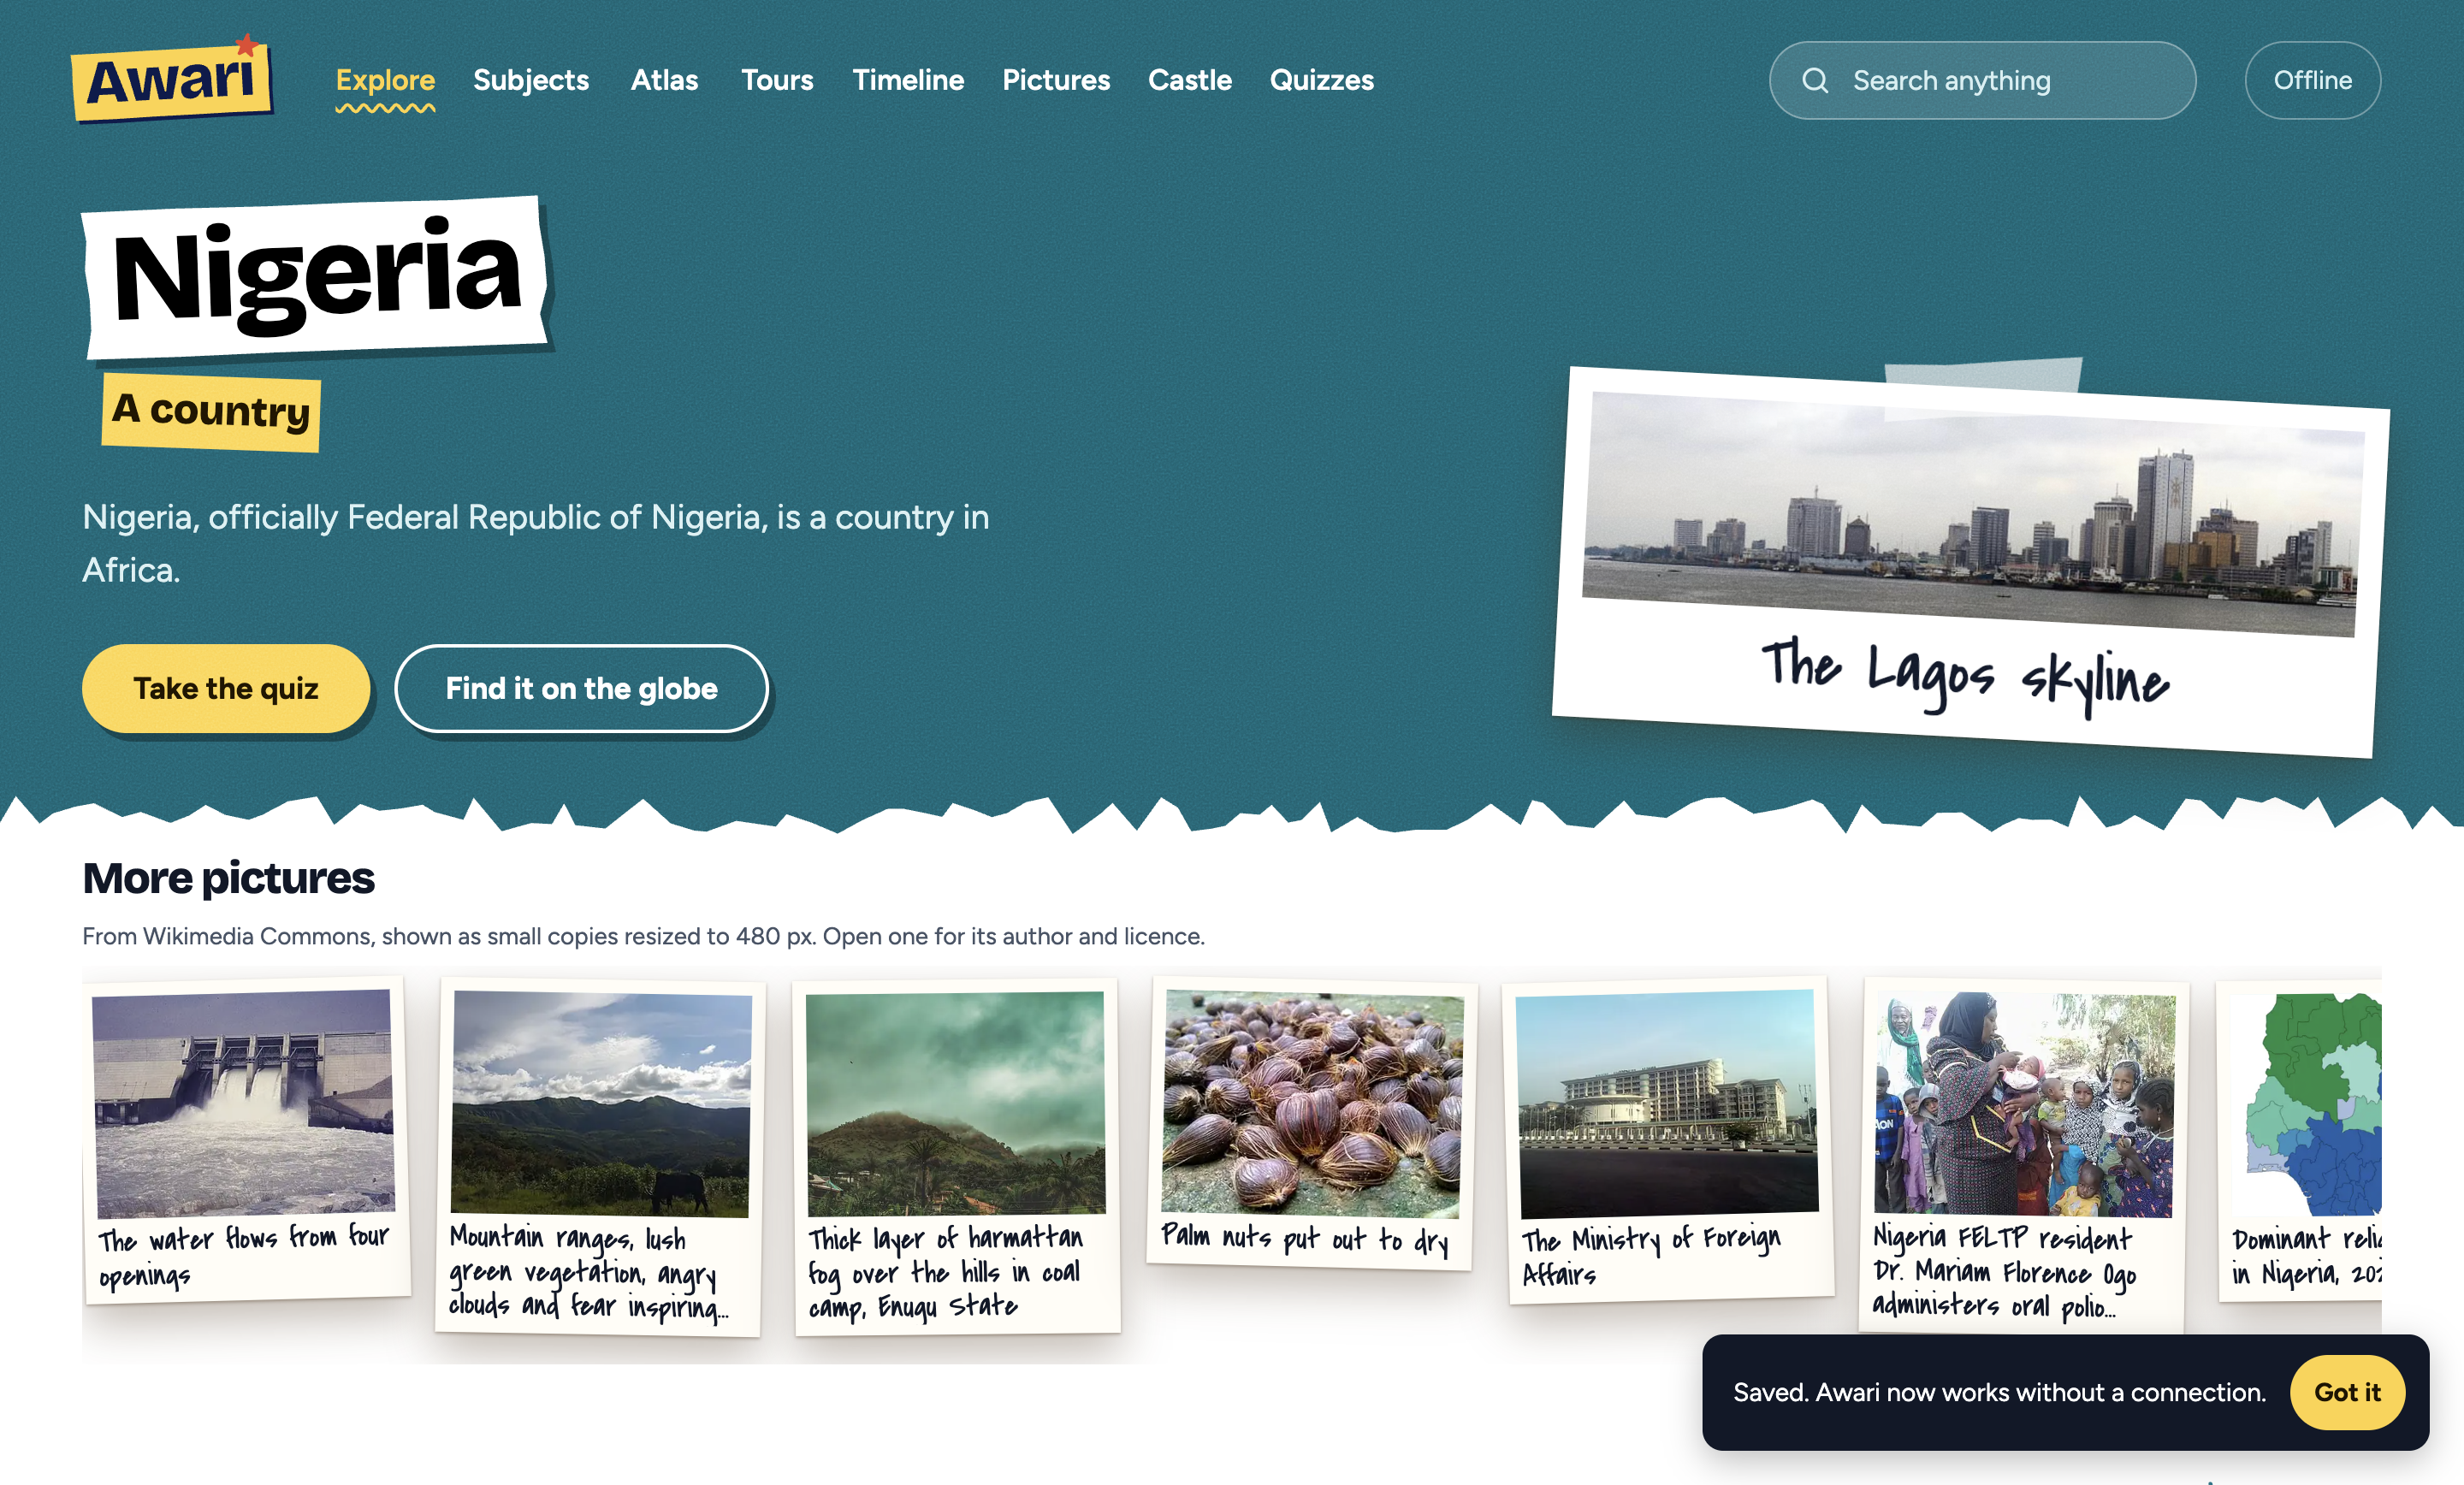 Awari
Explore
Subjects
Atlas
Tours
Timeline
Pictures
Castle
Quizzes
Search anything
Offline
Nigeria
A country
Nigeria, officially Federal Republic of Nigeria, is a country in
Africa.
Take the quiz
Find it on the globe
The Lagos skyline
More pictures
From Wikimedia Commons, shown as small copies resized to 480 px. Open one for its author and licence.
The water flows from four
openings
Mountain ranges, lush
green vegetation, angry
clouds and fear inspiring...
Thick layer of harmattan
fog over the hills in coal
camp, Enugu State
Palm nuts put out to dry
The Ministry of Foreign
Affairs
Nigeria FELTP resident
Dr. Mariam Florence Ogo
administers oral polio...
Dominant
in Nigeria,
Saved. Awari now works without a connection.
Got it